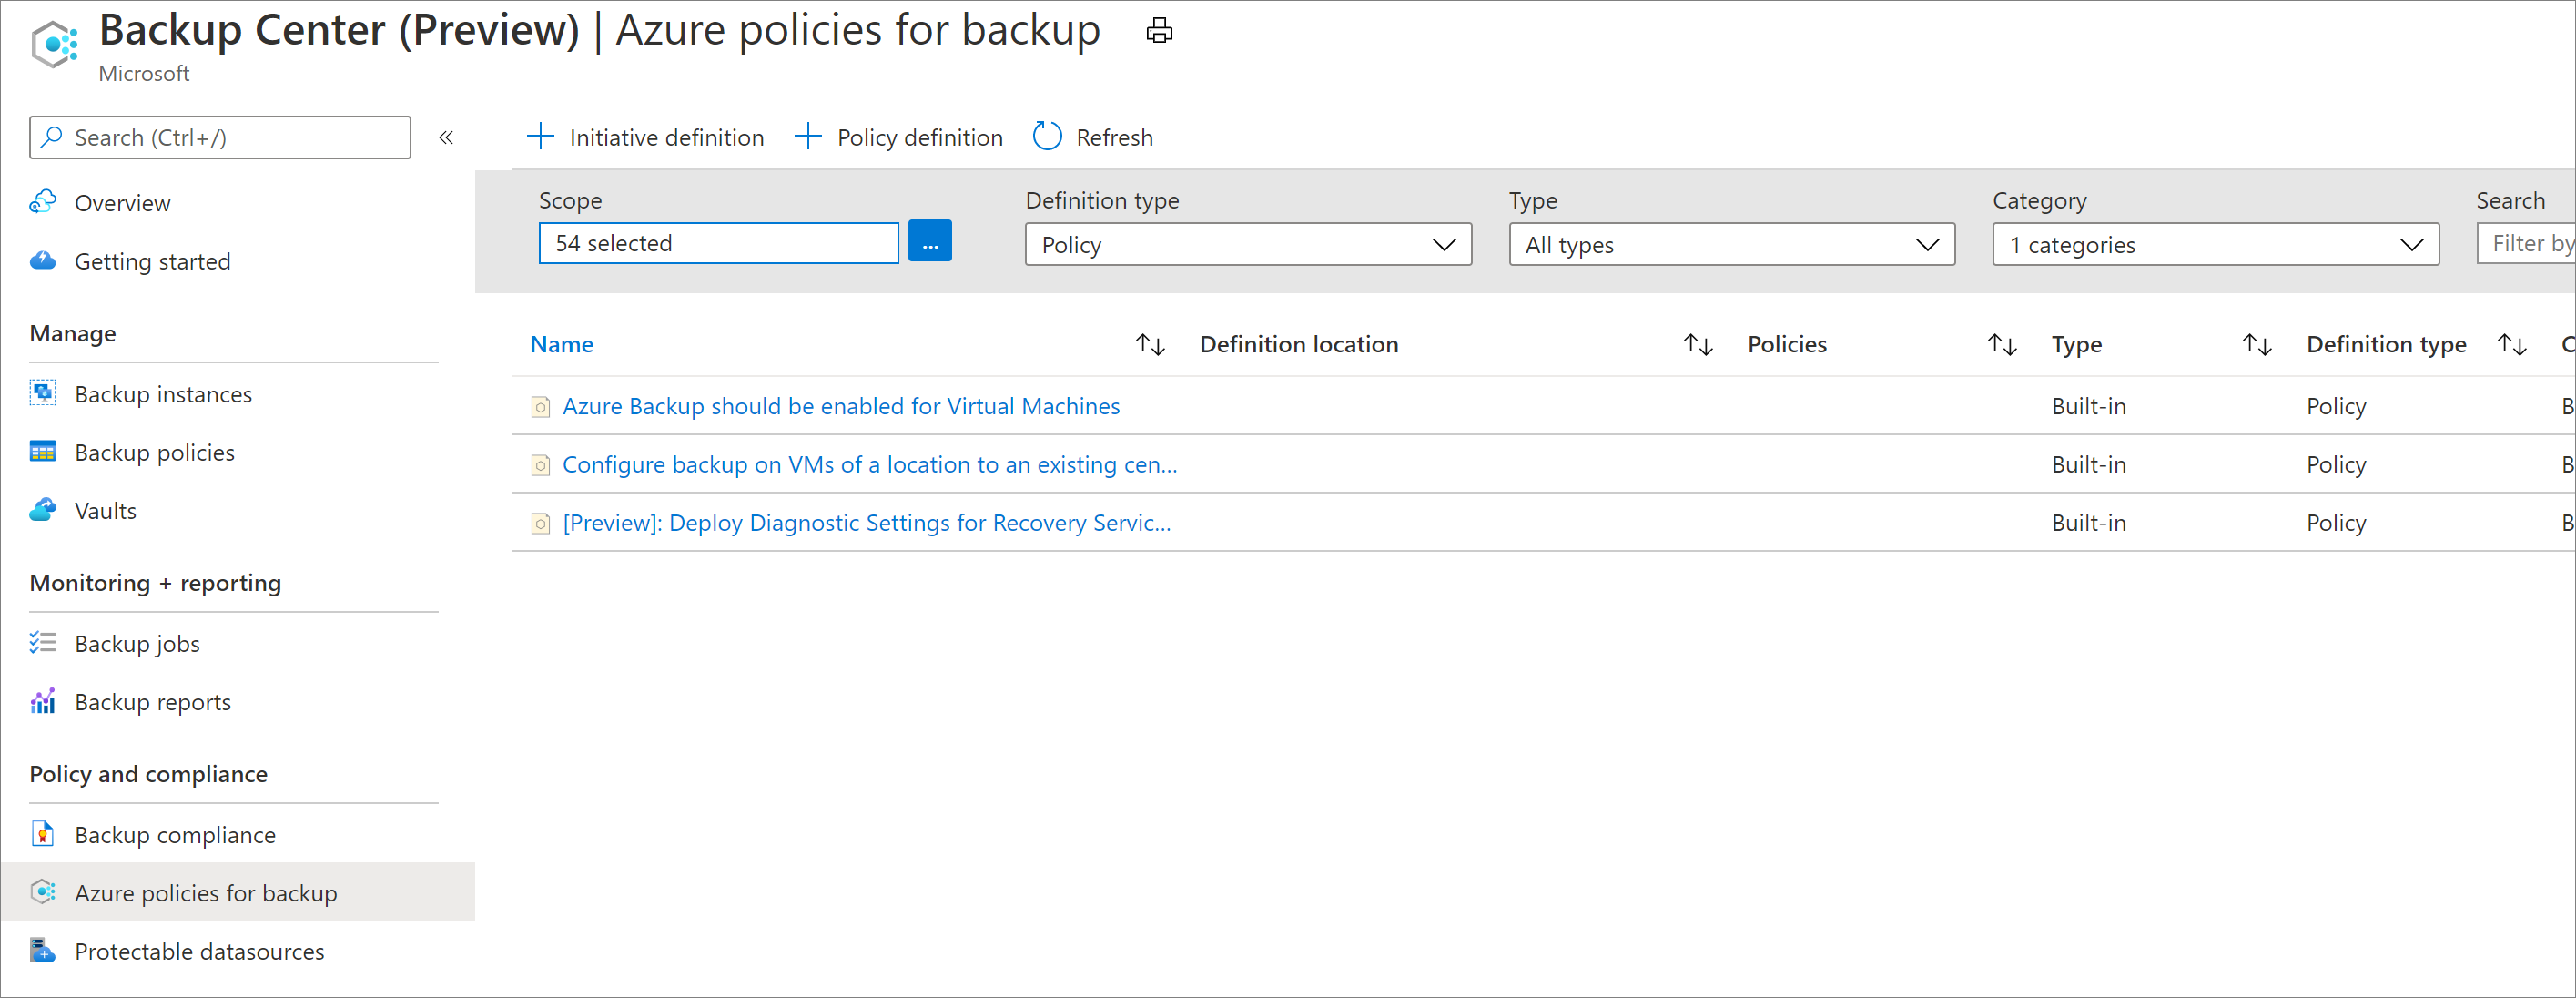 Backup Center (Preview) | Azure policies for backup
Microsoft
Search (Ctrl+/)
«
Overview
Getting started
Manage
Backup instances
Backup policies
Vaults
Monitoring + reporting
Backup jobs
Backup reports
Policy and compliance
Backup compliance
Azure policies for backup
Protectable datasources
Initiative definition
Policy definition
Refresh
Scope
54 selected
...
Definition type
Policy
Type
All types
Category
1 categories
Search
Filter by
Name Definition location Policies Type Definition type
Azure Backup should be enabled for Virtual Machines Built-in Policy
Configure backup on VMs of a location to an existing cen... Built-in Policy
[Preview]: Deploy Diagnostic Settings for Recovery Servic... Built-in Policy